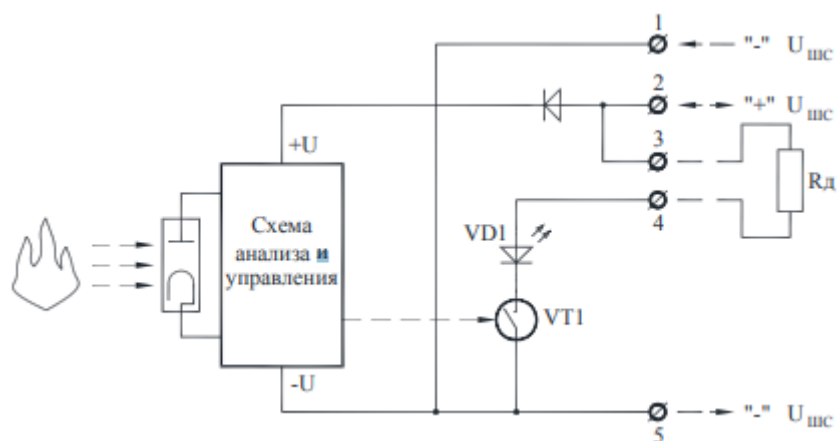 1
"-" Uшс
2
"+" Uшс
3
+U
Rд
4
Схема
анализа и
управления
VD1
VT1
-U
"-" Uшс
5